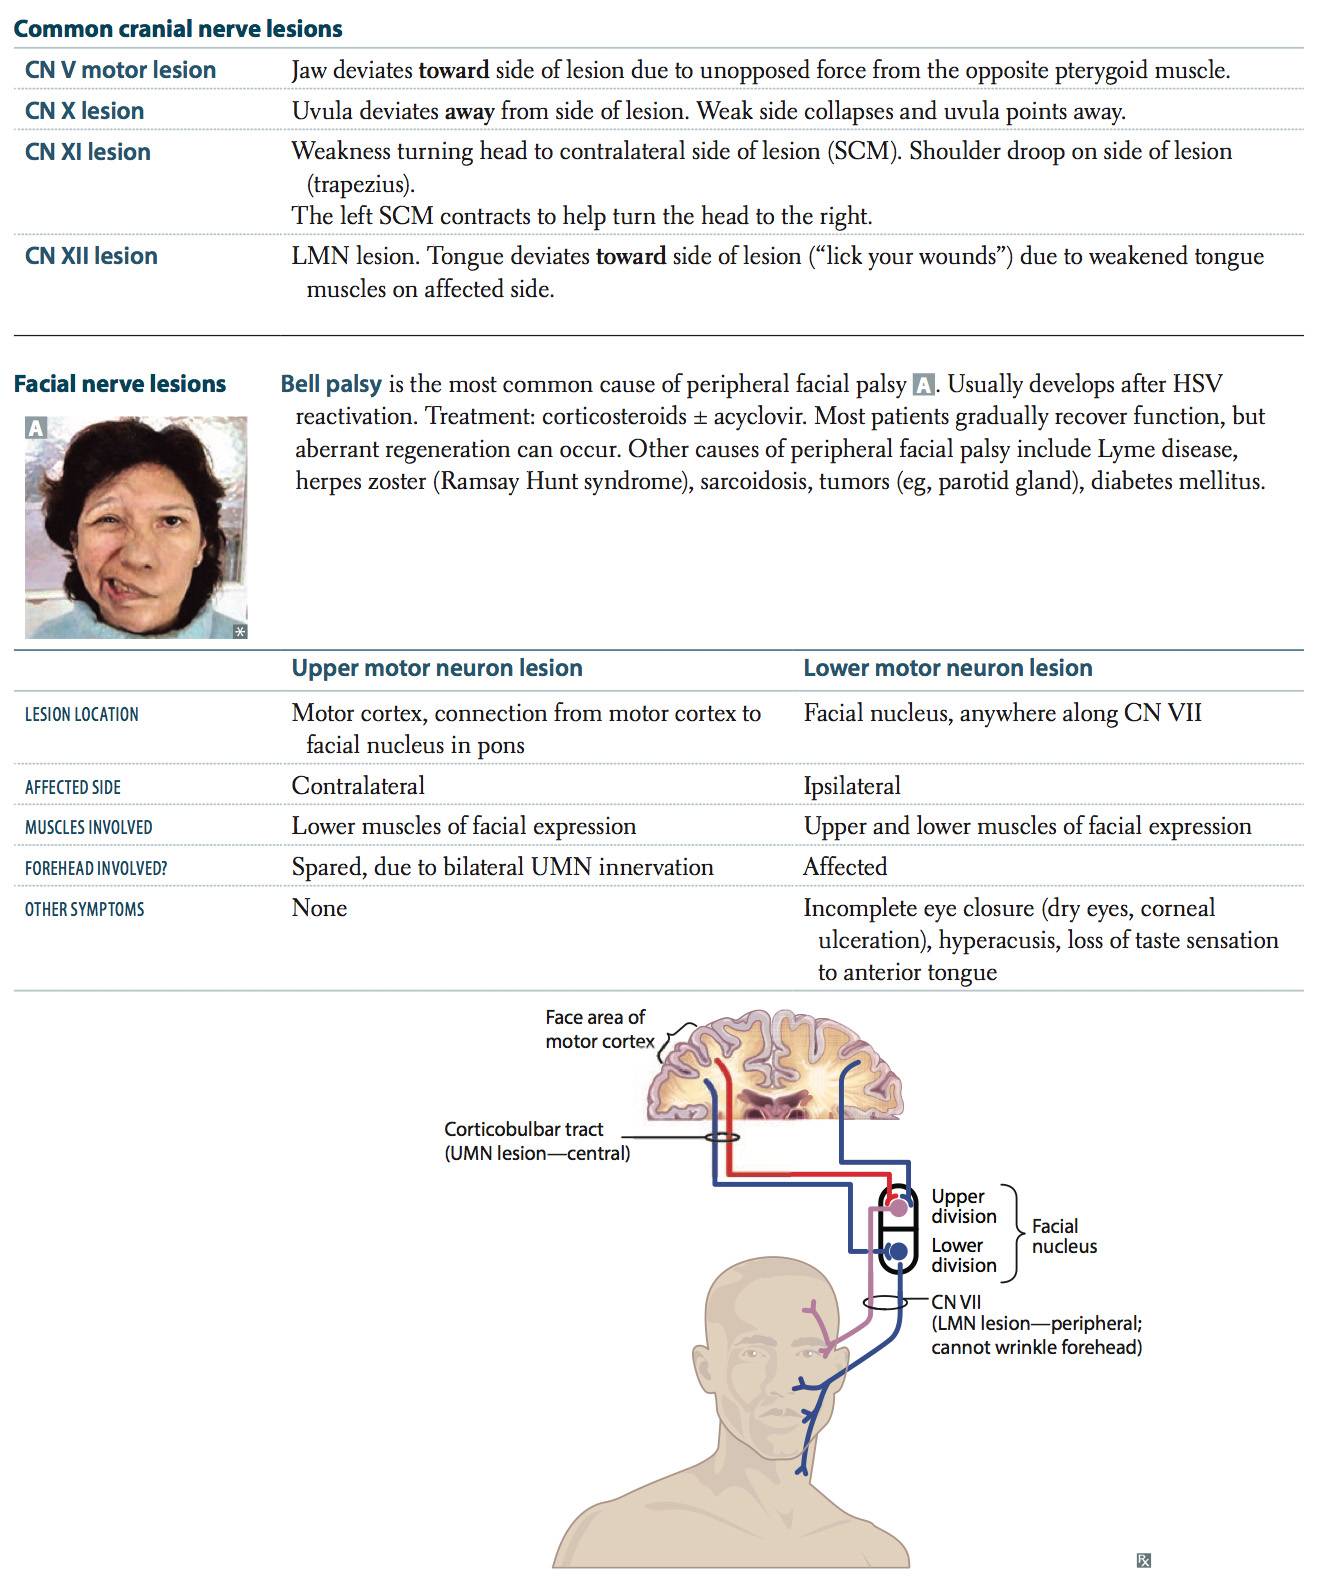 Common cranial nerve lesions
CN V motor lesion Jaw deviates toward side of lesion due to unopposed force from the opposite pterygoid muscle.
CN X lesion Uvula deviates away from side of lesion. Weak side collapses and uvula points away.
CN XI lesion Weakness turning head to contralateral side of lesion (SCM). Shoulder droop on side of lesion
(trapezius).
The left SCM contracts to help turn the head to the right.
CN XII lesion LMN lesion. Tongue deviates toward side of lesion (“lick your wounds”) due to weakened tongue
muscles on affected side.
Facial nerve lesions Bell palsy is the most common cause of peripheral facial palsy A. Usually develops after HSV
reactivation. Treatment: corticosteroids ± acyclovir. Most patients gradually recover function, but
aberrant regeneration can occur. Other causes of peripheral facial palsy include Lyme disease,
herpes zoster (Ramsay Hunt syndrome), sarcoidosis, tumors (eg, parotid gland), diabetes mellitus.
A
*
Upper motor neuron lesion Lower motor neuron lesion
LESION LOCATION Motor cortex, connection from motor cortex to Facial nucleus, anywhere along CN VII
facial nucleus in pons
AFFECTED SIDE Contralateral Ipsilateral
MUSCLES INVOLVED Lower muscles of facial expression Upper and lower muscles of facial expression
FOREHEAD INVOLVED? Spared, due to bilateral UMN innervation Affected
OTHER SYMPTOMS None Incomplete eye closure (dry eyes, corneal
ulceration), hyperacusis, loss of taste sensation
to anterior tongue
Face area of
motor cortex
Corticobulbar tract
(UMN lesion—central)
Upper
division
Lower
division
Facial
nucleus
CN VII
(LMN lesion—peripheral;
cannot wrinkle forehead)
Rx